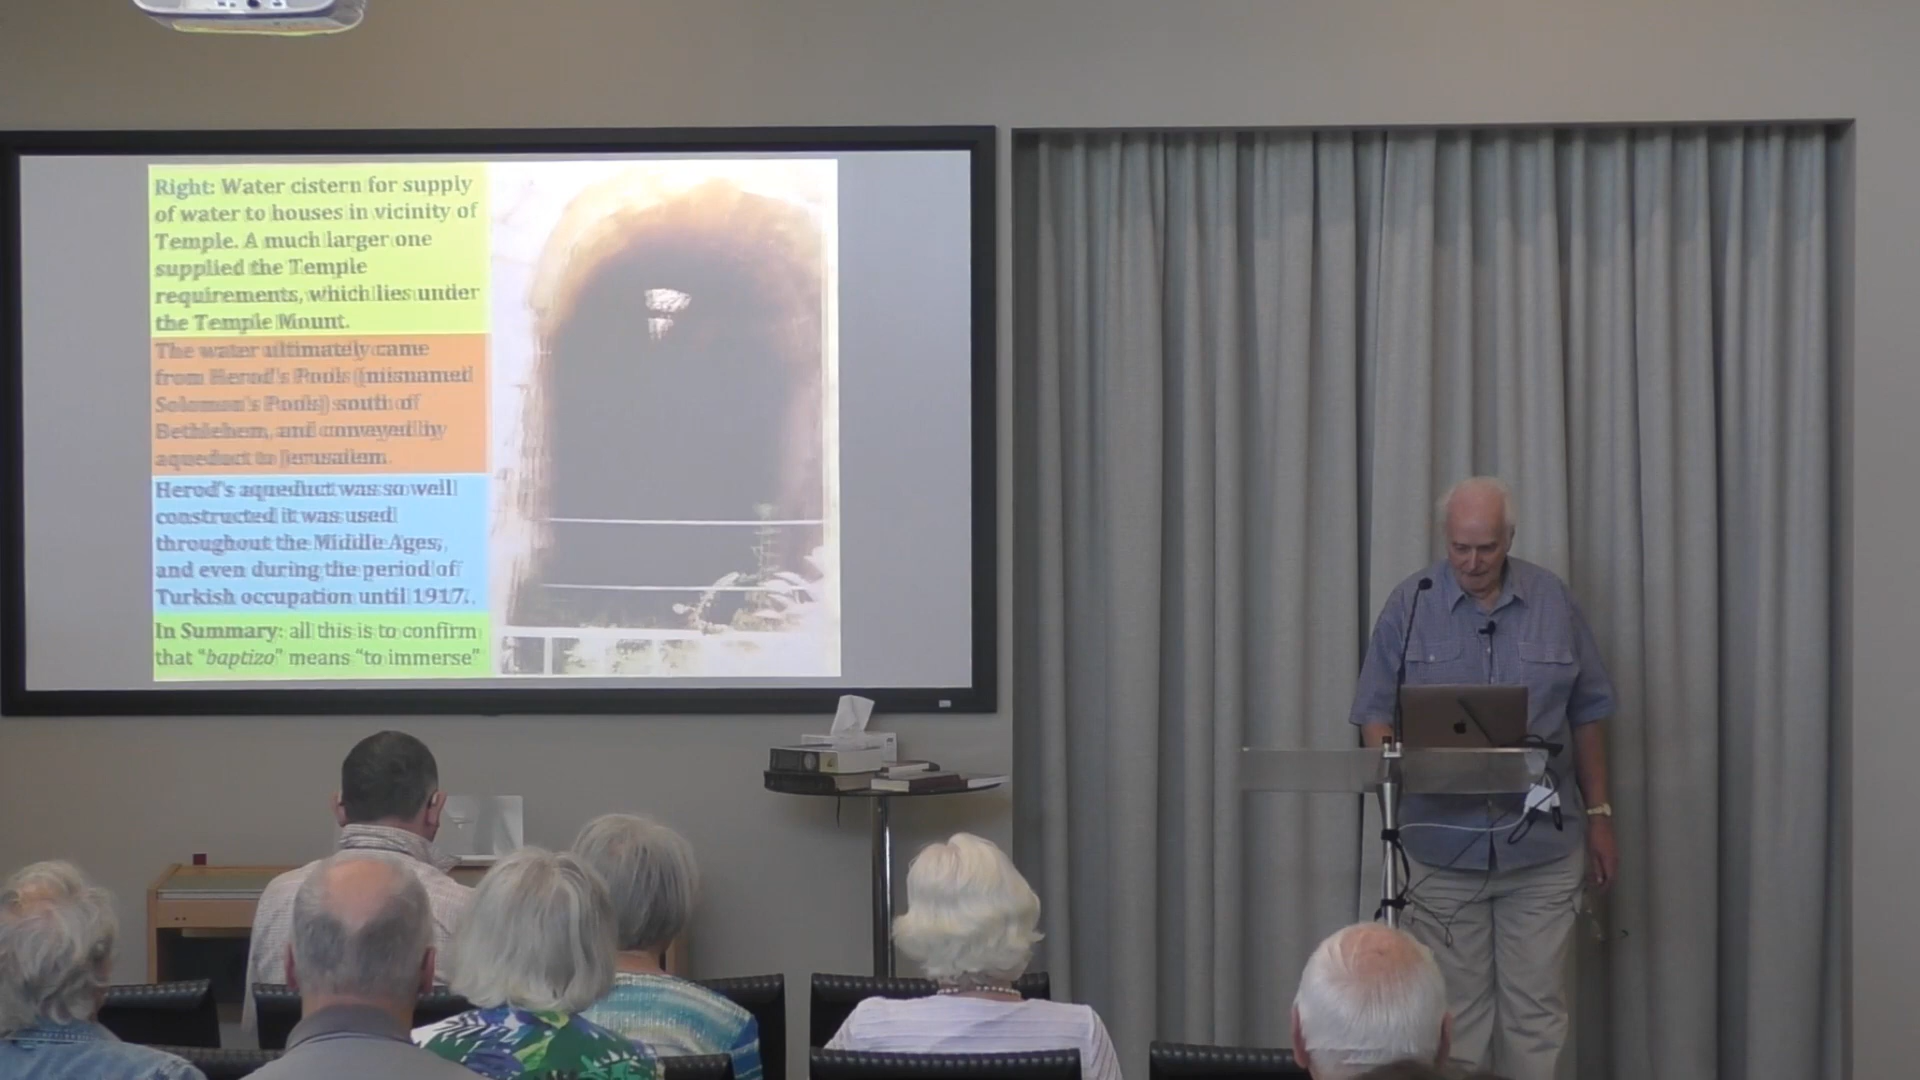 Right: Water cistern for supply
of water to houses in vicinity of
Temple. A much larger one
supplied the Temple
requirements, which lies under
the Temple Mount.
The water ultimately came
from Herod's Pools (misnamed
Solomon's Pools) south of
Bethlehem, and conveyed by
aqueduct to Jerusalem.
Herod's aqueduct was so well
constructed it was used
throughout the Middle Ages,
and even during the period of
Turkish occupation until 1917.
In Summary: all this is to confirm
that “baptizo” means “to immerse”